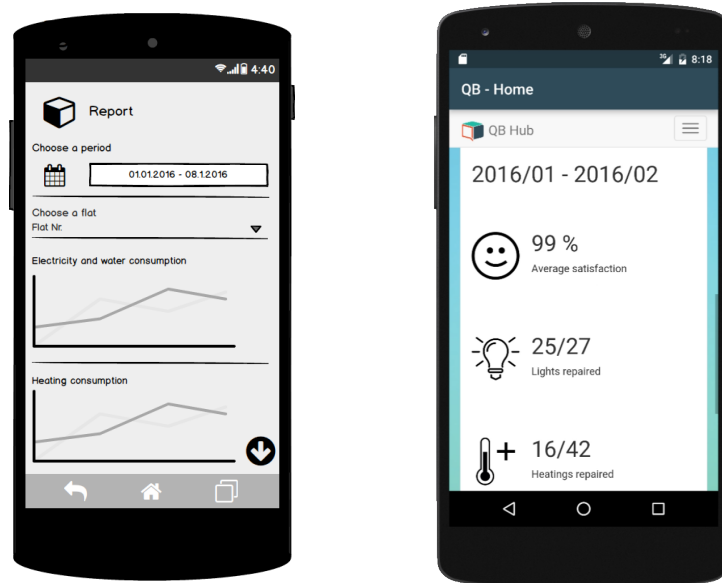 4:40
Report
Choose a period
01.01.2016 - 08.1.2016
Choose a flat
Flat Nr.
Electricity and water consumption
Heating consumption
3G 8:18
QB - Home
QB Hub
2016/01 - 2016/02
99 %
Average satisfaction
25/27
Lights repaired
16/42
Heatings repaired